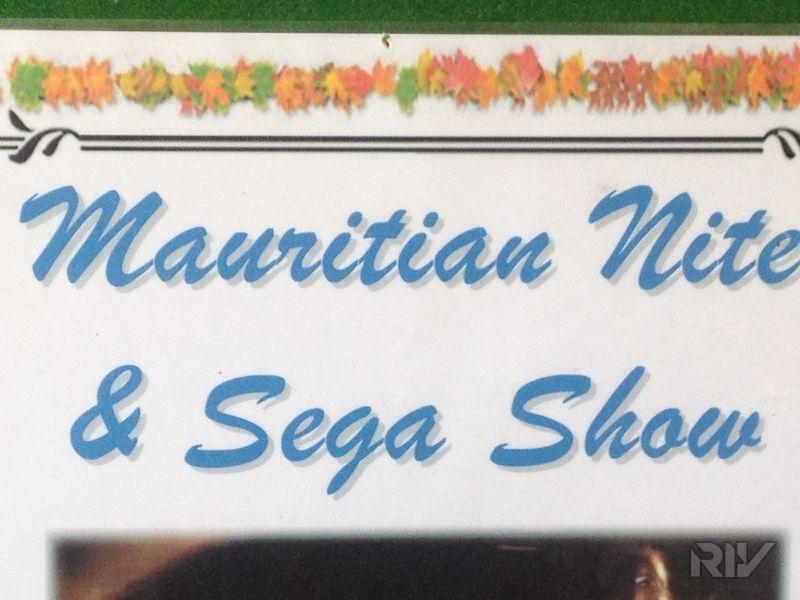 Mauritian Nite
& Sega Show
RIV